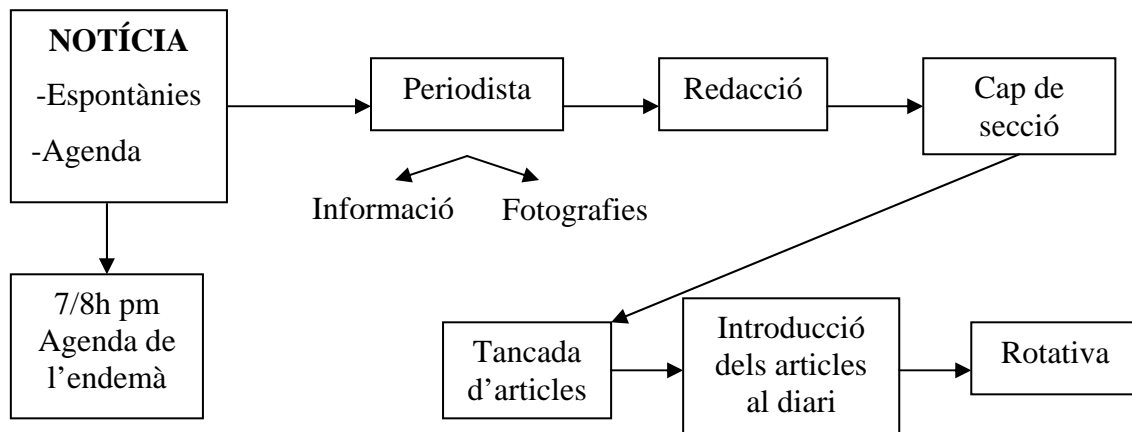 NOTÍCIA
-Espontànies
-Agenda
Periodista
Redacció
Cap de
secció
Informació
Fotografies
7/8h pm
Agenda de
l’endemà
Tancada
d’articles
Introducció
dels articles
al diari
Rotativa